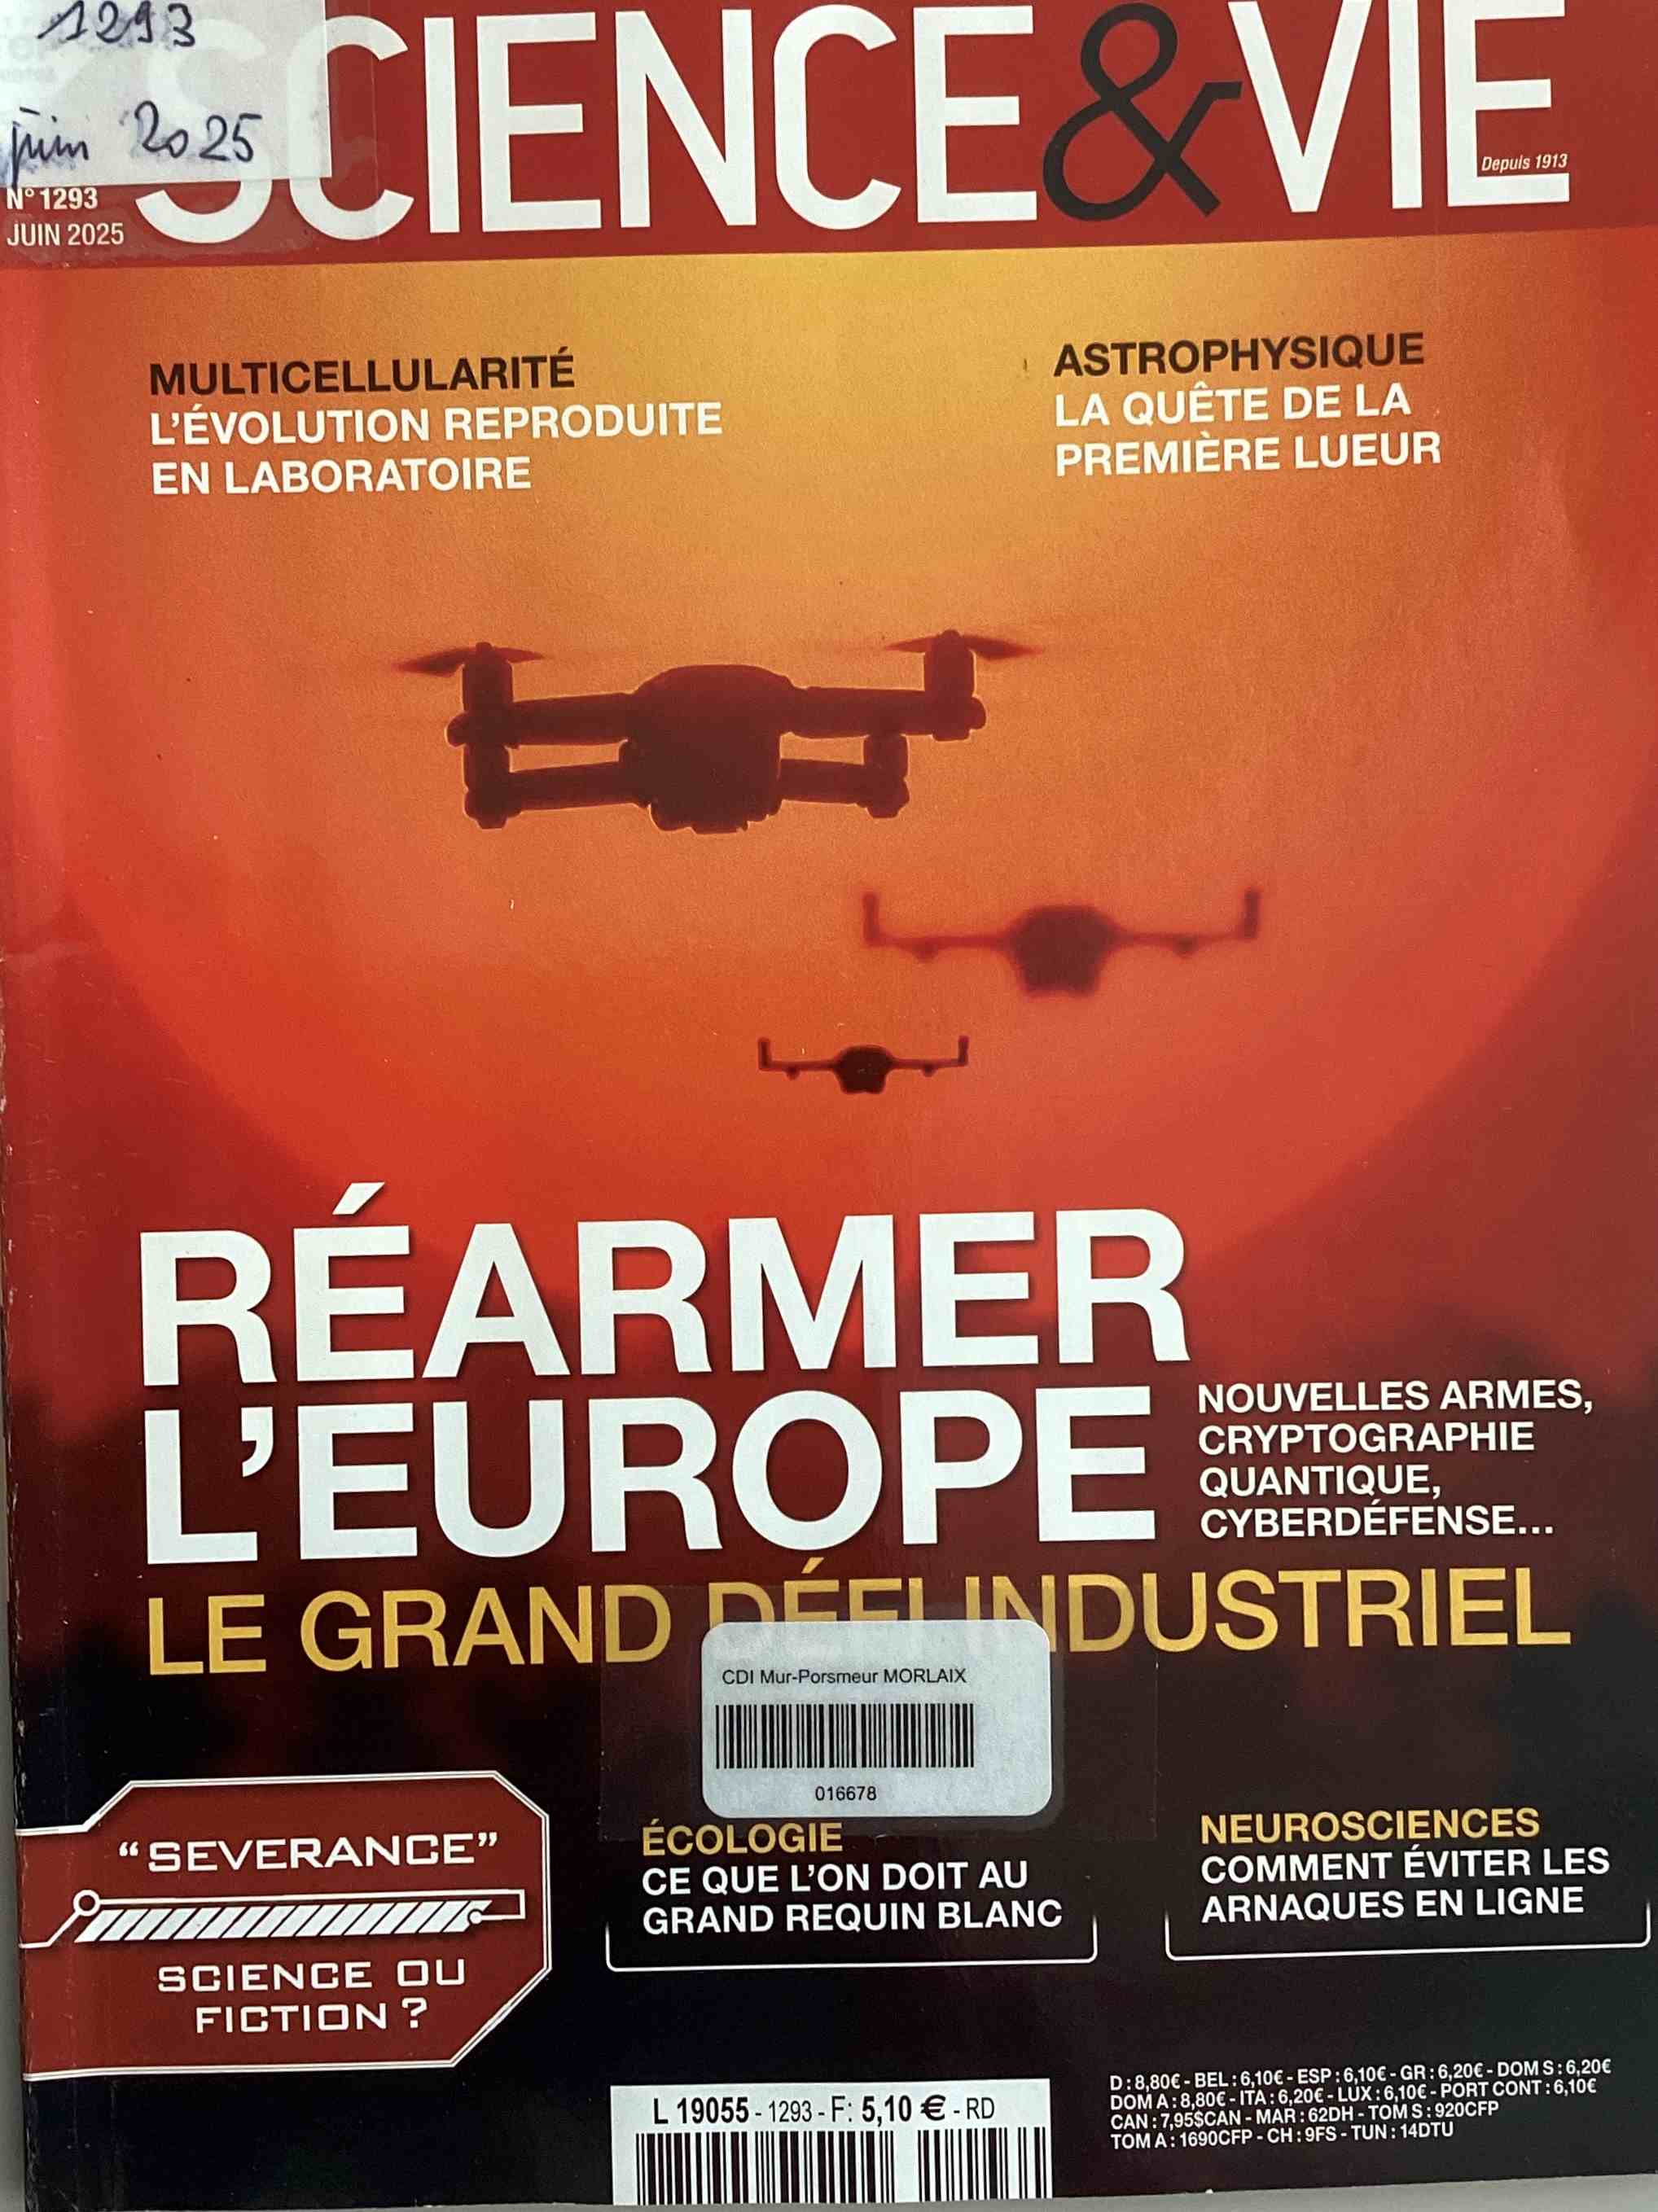 1293
juin 2025
SCIENCE&VIE
Depuis 1913
N° 1293
JUIN 2025
MULTICELLULARITÉ
L'ÉVOLUTION REPRODUITE
EN LABORATOIRE
ASTROPHYSIQUE
LA QUÊTE DE LA
PREMIÈRE LUEUR
RÉARMER
L'EUROPE
NOUVELLES ARMES,
CRYPTOGRAPHIE
QUANTIQUE,
CYBERDÉFENSE...
LE GRAND DÉFI INDUSTRIEL
CDI Mur-Porsmeur MORLAIX
016678
"SEVERANCE"
SCIENCE OU
FICTION ?
ÉCOLOGIE
CE QUE L'ON DOIT AU
GRAND REQUIN BLANC
NEUROSCIENCES
COMMENT ÉVITER LES
ARNAQUES EN LIGNE
L 19055 - 1293 - F: 5,10 € - RD
D : 8,80€ - BEL : 6,10€ - ESP : 6,10€ - GR : 6,20€ - DOM S : 6,20€
DOM A : 8,80€ - ITA : 6,20€ - LUX : 6,10€ - PORT CONT : 6,10€
CAN : 7,95$CAN - MAR : 62DH - TOM S : 920CFP
TOM A : 1690CFP - CH : 9FS - TUN : 14DTU